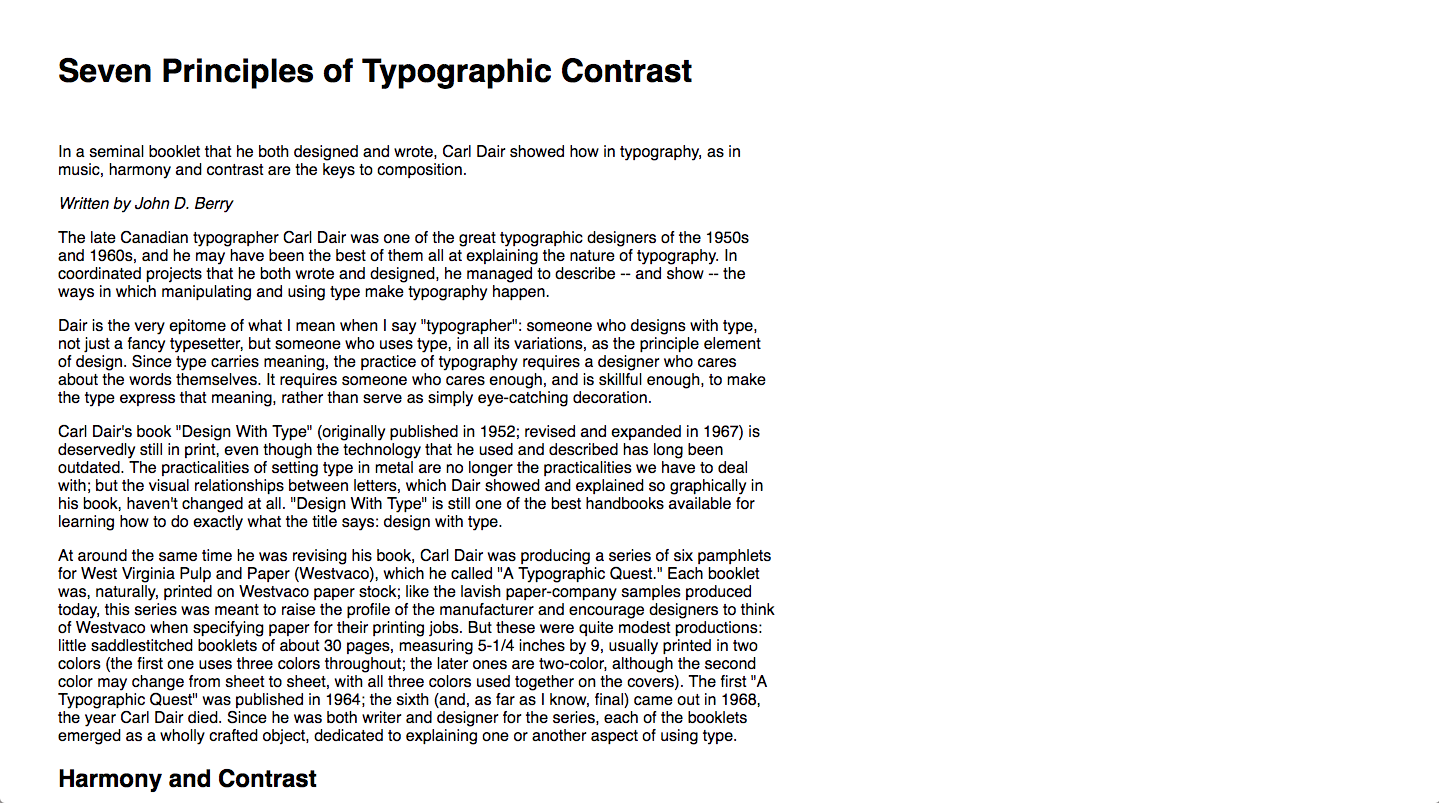 Seven Principles of Typographic Contrast
In a seminal booklet that he both designed and wrote, Carl Dair showed how in typography, as in
music, harmony and contrast are the keys to composition.
Written by John D. Berry
The late Canadian typographer Carl Dair was one of the great typographic designers of the 1950s
and 1960s, and he may have been the best of them all at explaining the nature of typography. In
coordinated projects that he both wrote and designed, he managed to describe -- and show -- the
ways in which manipulating and using type make typography happen.
Dair is the very epitome of what I mean when I say "typographer": someone who designs with type,
not just a fancy typesetter, but someone who uses type, in all its variations, as the principle element
of design. Since type carries meaning, the practice of typography requires a designer who cares
about the words themselves. It requires someone who cares enough, and is skillful enough, to make
the type express that meaning, rather than serve as simply eye-catching decoration.
Carl Dair's book "Design With Type" (originally published in 1952; revised and expanded in 1967) is
deservedly still in print, even though the technology that he used and described has long been
outdated. The practicalities of setting type in metal are no longer the practicalities we have to deal
with; but the visual relationships between letters, which Dair showed and explained so graphically in
his book, haven't changed at all. "Design With Type" is still one of the best handbooks available for
learning how to do exactly what the title says: design with type.
At around the same time he was revising his book, Carl Dair was producing a series of six pamphlets
for West Virginia Pulp and Paper (Westvaco), which he called "A Typographic Quest." Each booklet
was, naturally, printed on Westvaco paper stock; like the lavish paper-company samples produced
today, this series was meant to raise the profile of the manufacturer and encourage designers to think
of Westvaco when specifying paper for their printing jobs. But these were quite modest productions:
little saddlestitched booklets of about 30 pages, measuring 5-1/4 inches by 9, usually printed in two
colors (the first one uses three colors throughout; the later ones are two-color, although the second
color may change from sheet to sheet, with all three colors used together on the covers). The first "A
Typographic Quest" was published in 1964; the sixth (and, as far as I know, final) came out in 1968,
the year Carl Dair died. Since he was both writer and designer for the series, each of the booklets
emerged as a wholly crafted object, dedicated to explaining one or another aspect of using type.
Harmony and Contrast